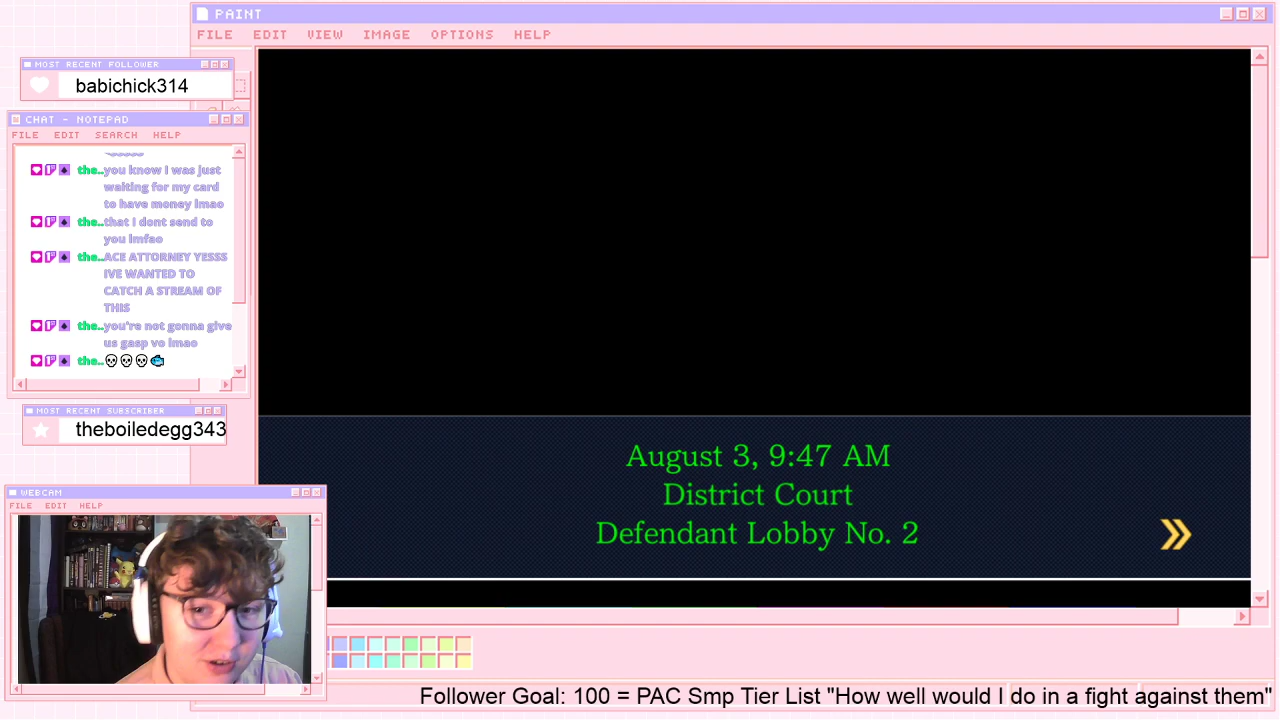 PAINT
FILE EDIT VIEW IMAGE OPTIONS HELP
MOST RECENT FOLLOWER
babichick314
CHAT - NOTEPAD
FILE EDIT SEARCH HELP
the..you know I was just
waiting for my card
to have money lmao
the..that I dont send to
you lmfao
the..ACE ATTORNEY YESSS
IVE WANTED TO
CATCH A STREAM OF
THIS
the..you're not gonna give
us gasp vo lmao
the..💀💀💀🐟
MOST RECENT SUBSCRIBER
theboiledegg343
WEBCAM
FILE EDIT HELP
August 3, 9:47 AM
District Court
Defendant Lobby No. 2
Follower Goal: 100 = PAC Smp Tier List "How well would I do in a fight against them"